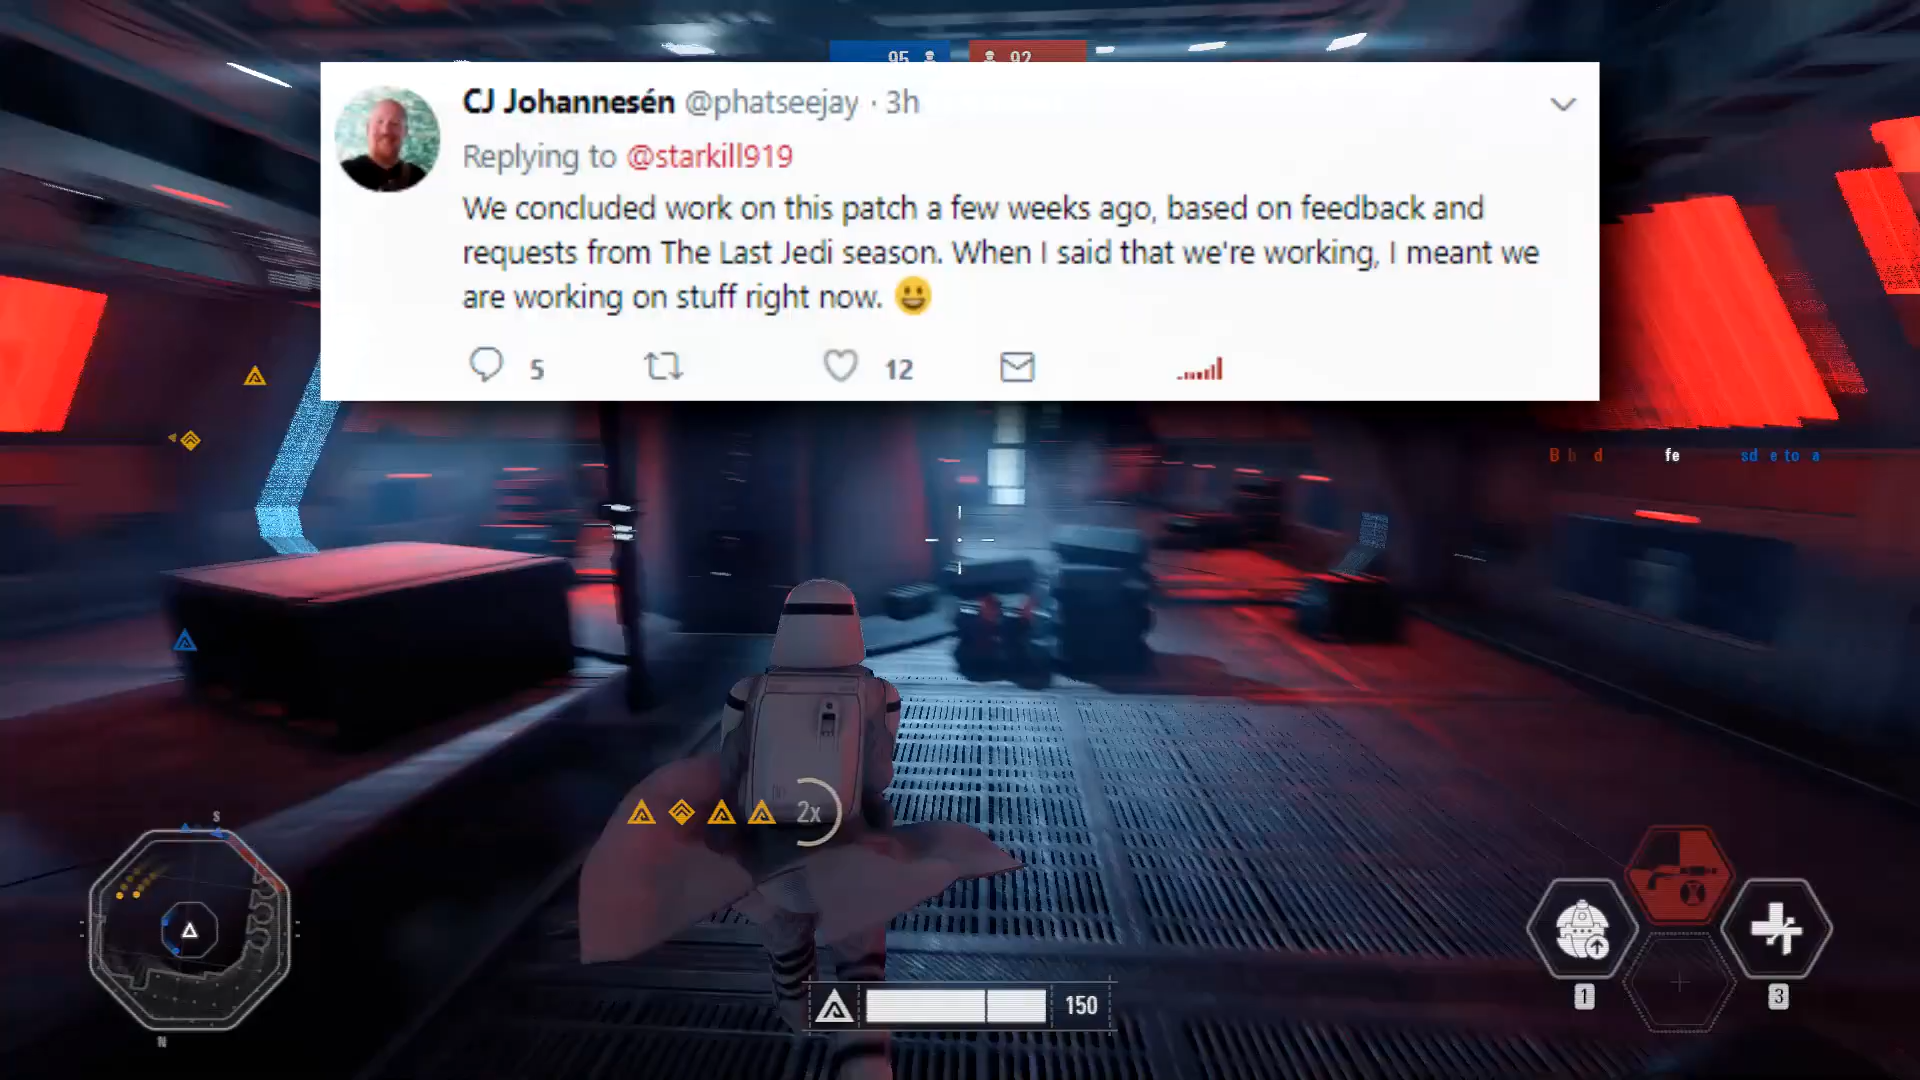 95 92
CJ Johannesén @phatseejay · 3h
Replying to @starkill919
We concluded work on this patch a few weeks ago, based on feedback and
requests from The Last Jedi season. When I said that we're working, I meant we
are working on stuff right now. 😀
5 12
2x
S
N
150
1
3